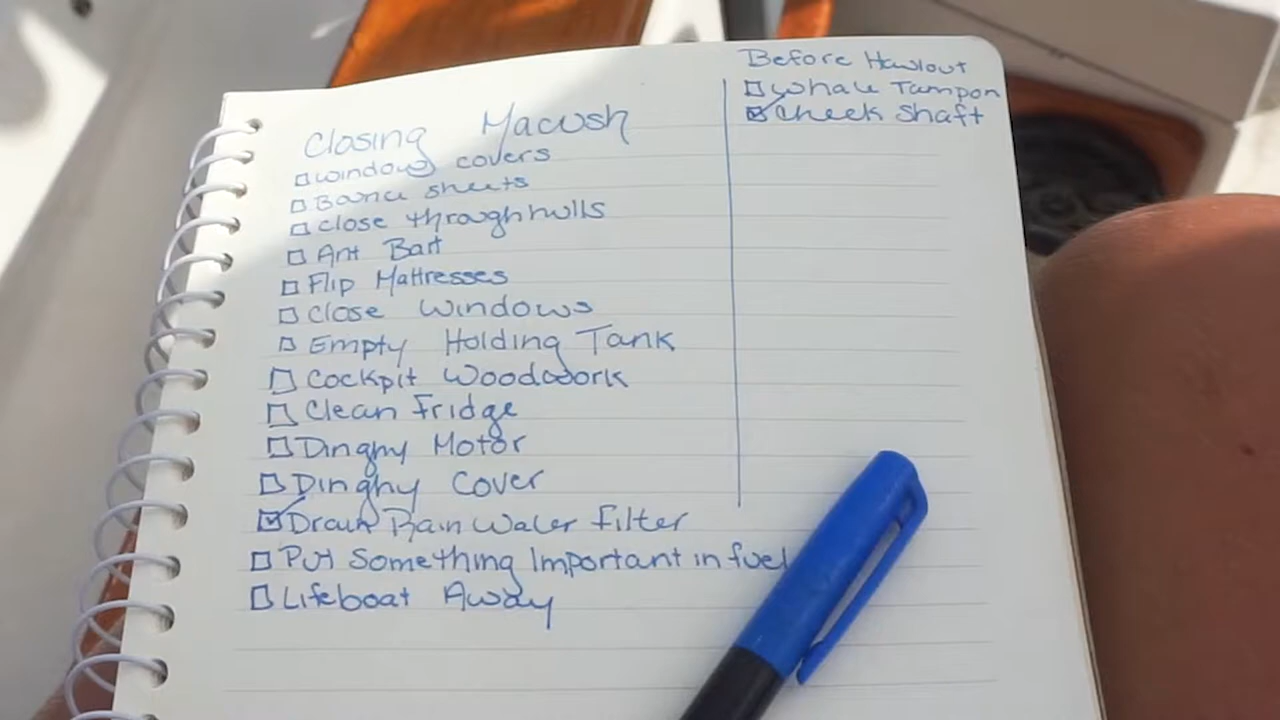 Closing Macush
Window covers
Bounce sheets
Close throughhulls
Ant Bait
Flip Mattresses
Close Windows
Empty Holding Tank
Cockpit Woodwork
Clean Fridge
Dinghy Motor
Dinghy Cover
Drain Rain Water Filter
Put Something Important in fuel
Lifeboat Away
Before Hawlout
Whale Tampon
Check Shaft